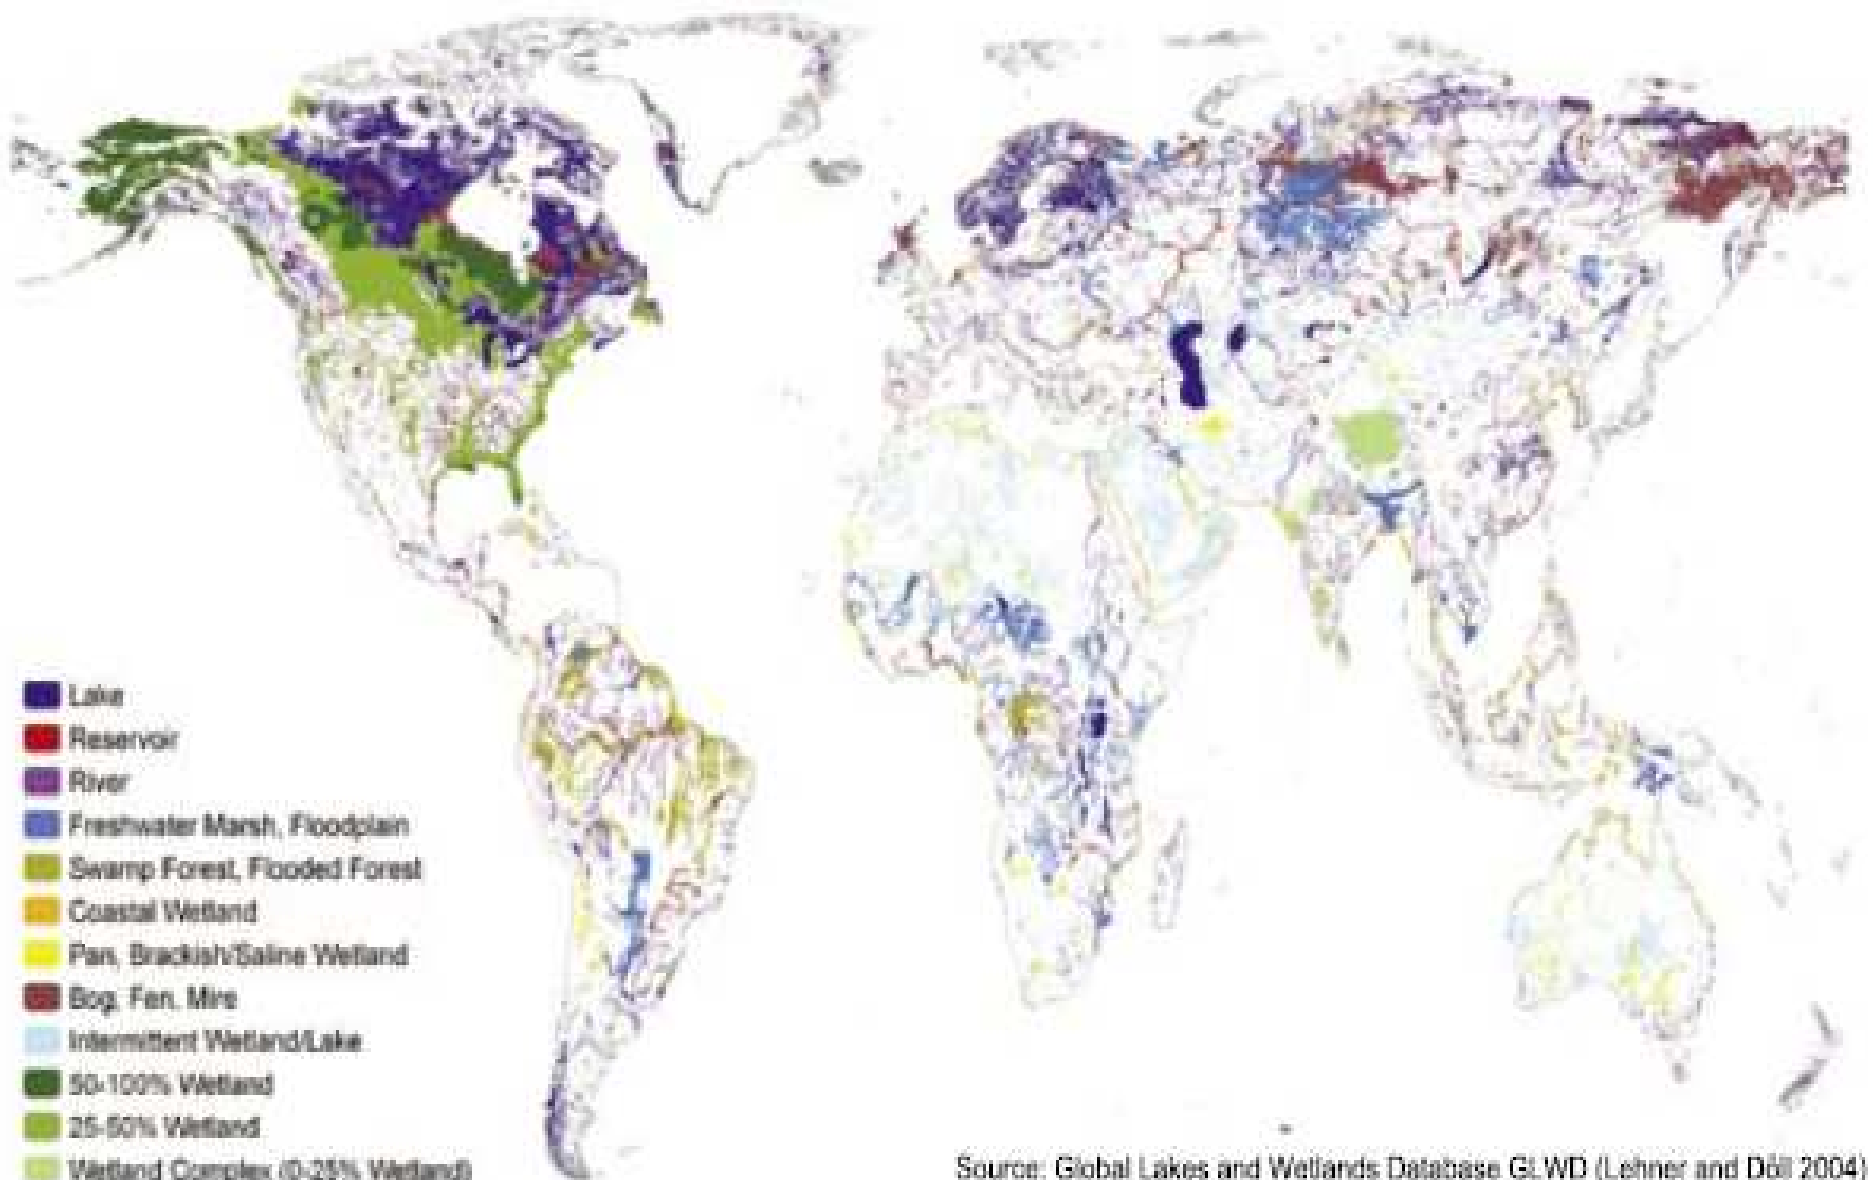 Lake
Reservoir
River
Freshwater Marsh, Floodplain
Swamp Forest, Flooded Forest
Coastal Wetland
Pan, Brackish/Saline Wetland
Bog, Fen, Mire
Intermittent Wetland/Lake
50-100% Wetland
25-50% Wetland
Wetland Complex (0-25% Wetland)
Source: Global Lakes and Wetlands Database GLWD (Lehner and Döll 2004)